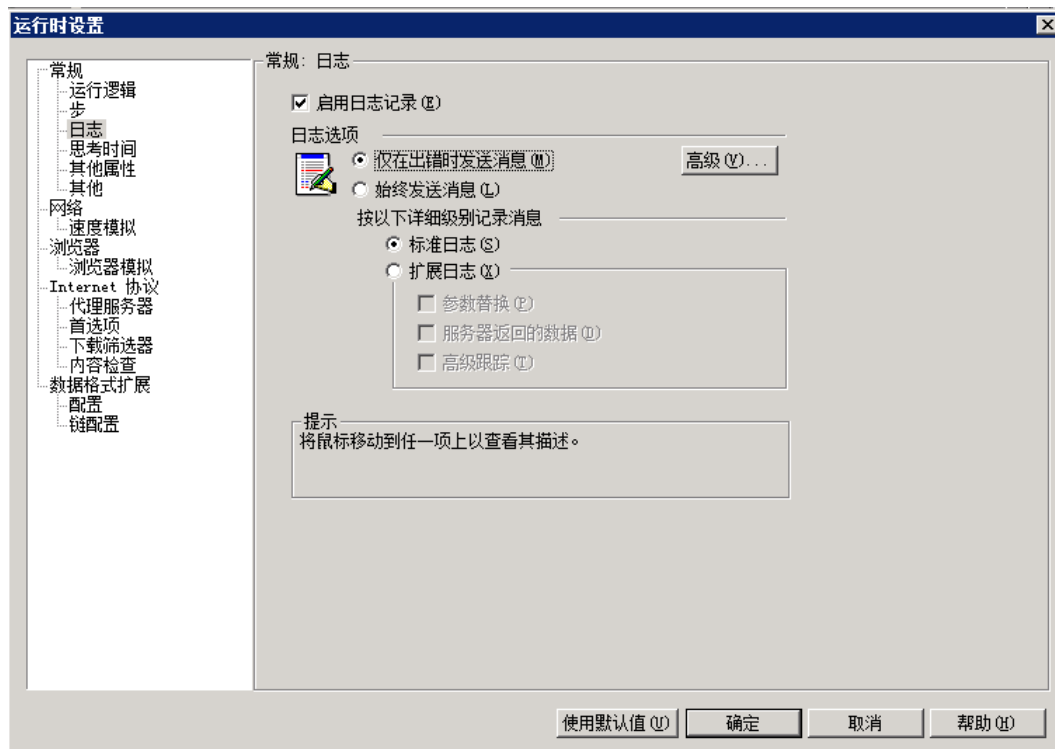 运行时设置
常规
运行逻辑
步
日志
思考时间
其他属性
其他
网络
速度模拟
浏览器
浏览器模拟
Internet 协议
代理服务器
首选项
下载筛选器
内容检查
数据格式扩展
配置
链配置
常规: 日志
启用日志记录(E)
日志选项
仅在出错时发送消息(M)
高级(V)...
始终发送消息(L)
按以下详细级别记录消息
标准日志(S)
扩展日志(X)
参数替换(P)
服务器返回的数据(D)
高级跟踪(T)
提示
将鼠标移动到任一项上以查看其描述。
使用默认值(U)
确定
取消
帮助(H)